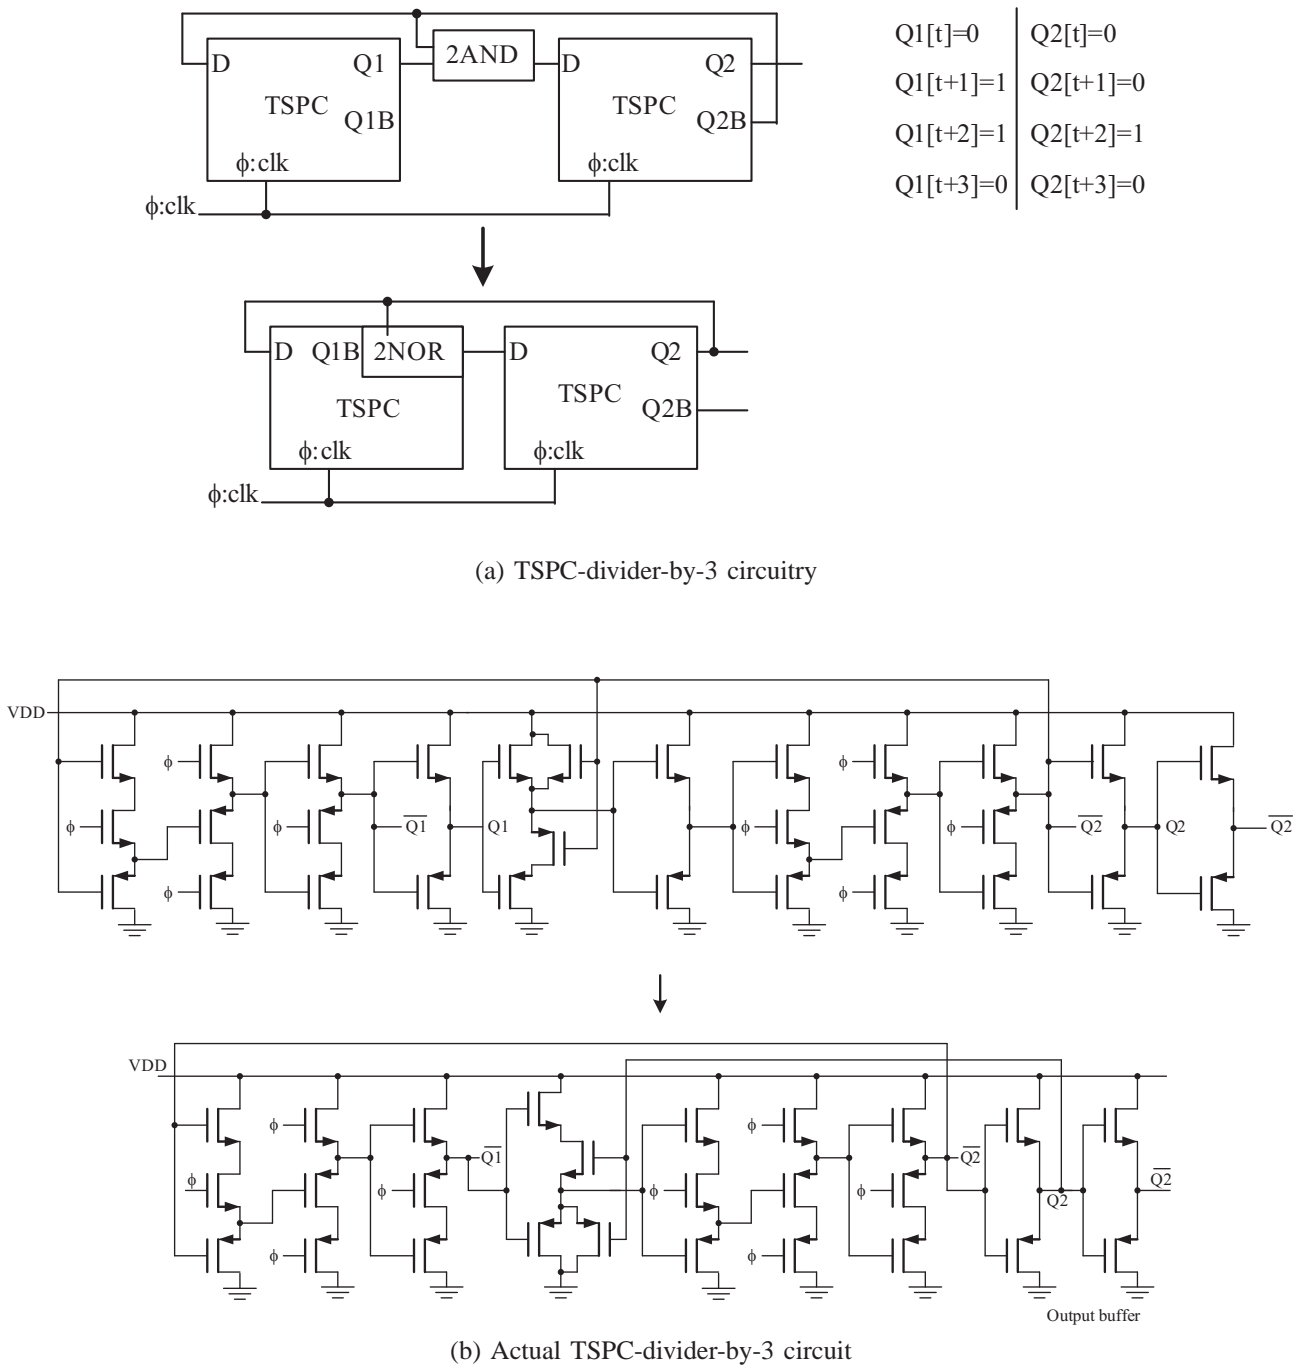 D Q1 2AND D Q2
TSPC TSPC
Q1B Q2B
ϕ:clk ϕ:clk
ϕ:clk
Q1[t]=0 Q2[t]=0
Q1[t+1]=1 Q2[t+1]=0
Q1[t+2]=1 Q2[t+2]=1
Q1[t+3]=0 Q2[t+3]=0
D Q1B 2NOR D Q2
TSPC TSPC
Q2B
ϕ:clk ϕ:clk
ϕ:clk
(a) TSPC-divider-by-3 circuitry
VDD
ϕ ϕ
ϕ ϕ Q1̅ Q1 ϕ ϕ Q2̅ Q2 Q2̅
ϕ ϕ
VDD
ϕ ϕ
Q1̅ Q2̅
ϕ ϕ ϕ ϕ Q2 Q2̅
ϕ ϕ
Output buffer
(b) Actual TSPC-divider-by-3 circuit